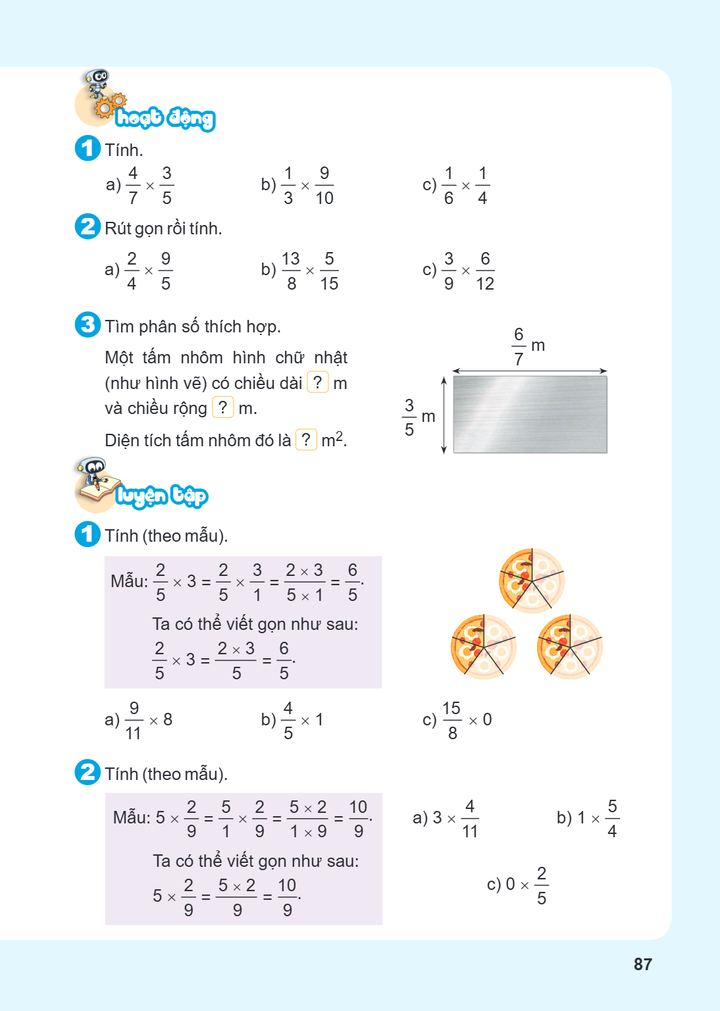 hoạt động
1 Tính.
a) 4/7 × 3/5 b) 1/3 × 9/10 c) 1/6 × 1/4
2 Rút gọn rồi tính.
a) 2/4 × 9/5 b) 13/8 × 5/15 c) 3/9 × 6/12
3 Tìm phân số thích hợp.
Một tấm nhôm hình chữ nhật
(như hình vẽ) có chiều dài ? m
và chiều rộng ? m.
Diện tích tấm nhôm đó là ? m².
6/7 m
3/5 m
luyện tập
1 Tính (theo mẫu).
Mẫu: 2/5 × 3 = 2/5 × 3/1 = 2 × 3/5 × 1 = 6/5.
Ta có thể viết gọn như sau:
2/5 × 3 = 2 × 3/5 = 6/5.
a) 9/11 × 8 b) 4/5 × 1 c) 15/8 × 0
2 Tính (theo mẫu).
Mẫu: 5 × 2/9 = 5/1 × 2/9 = 5 × 2/1 × 9 = 10/9.
Ta có thể viết gọn như sau:
5 × 2/9 = 5 × 2/9 = 10/9.
a) 3 × 4/11 b) 1 × 5/4
c) 0 × 2/5
87